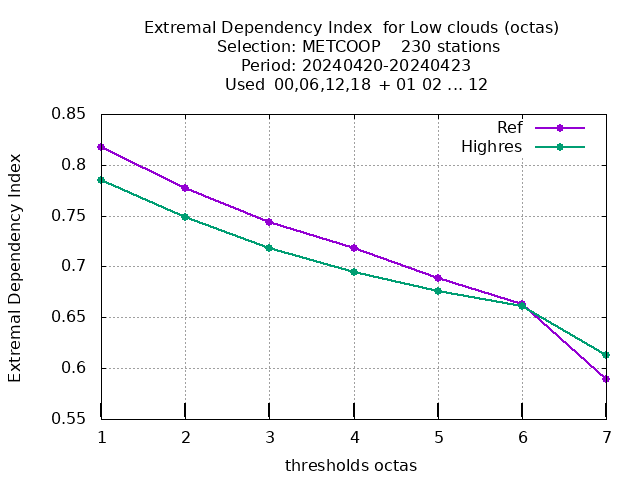 Extremal Dependency Index  for Low clouds (octas)
Selection: METCOOP    230 stations
Period: 20240420-20240423
Used  00,06,12,18 + 01 02 ... 12
Ref
Highres
Extremal Dependency Index
0.85
0.8
0.75
0.7
0.65
0.6
0.55
1 2 3 4 5 6 7
thresholds octas